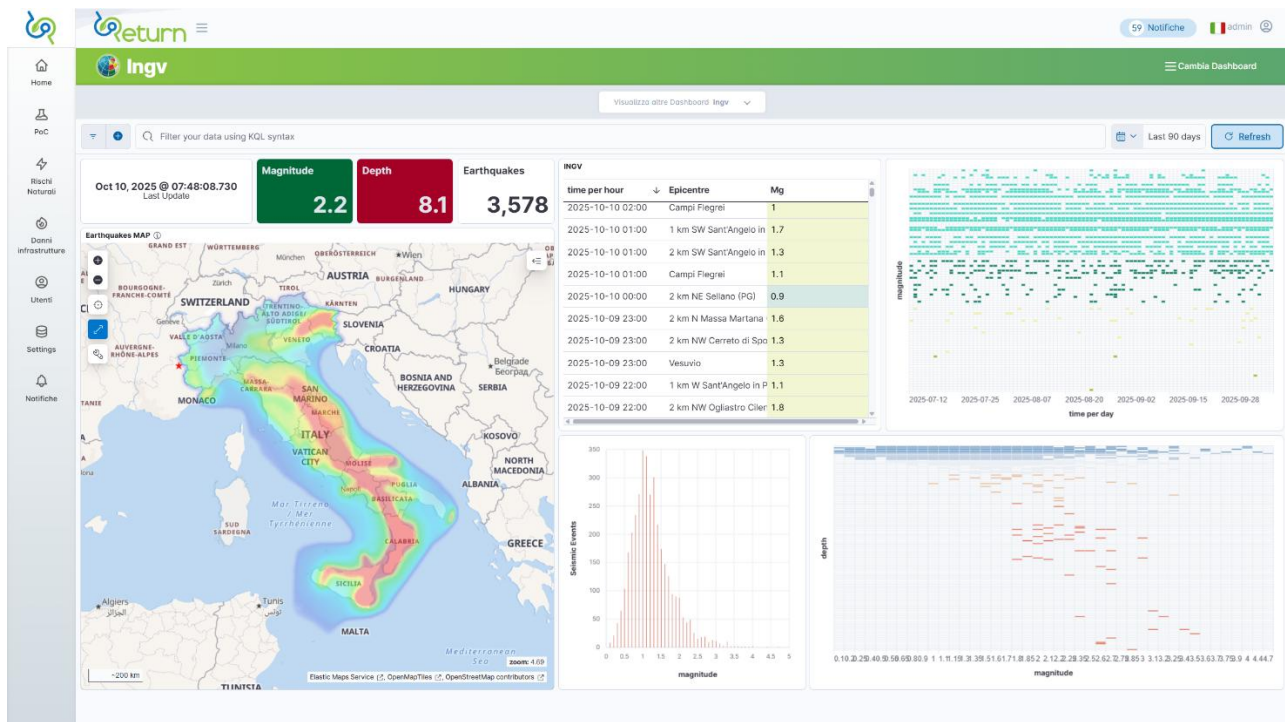 Return
59 Notifiche
admin
Home
PoC
Rischi
Naturali
Danni
infrastrutture
Utenti
Settings
Notifiche
Ingv
Cambia Dashboard
Visualizza altre Dashboard Ingv
Filter your data using KQL syntax
Last 90 days
Refresh
Oct 10, 2025 @ 07:48:08.730
Last Update
Magnitude
2.2
Depth
8.1
Earthquakes
3,578
Earthquakes MAP
GRAND EST
WÜRTTEMBERG
München
OBERÖSTERREICH
Wien
AUSTRIA
BURGENLAND
BOURGOGNE-
FRANCHE-COMTÉ
Zürich
TIROL
HUNGARY
SWITZERLAND
TRENTINO-
ALTO ADIGE/
SÜDTIROL
KÄRNTEN
Genève
SLOVENIA
VALLE D'AOSTA
Milano
VENETO
AUVERGNE-
RHÔNE-ALPES
PIEMONTE
CROATIA
Belgrade
Београд
BOSNIA AND
HERZEGOVINA
SERBIA
MASSA-
CARRARA
SAN
MARINO
MONACO
MARCHE
ITALY
KOSOVO
VATICAN
CITY
MOLISE
NORTH
MACEDONIA
Napoli
PUGLIA
ALBANIA
BASILICATA
Mar Tirreno
/ Mer
Tyrrhénienne
SUD
SARDEGNA
CALABRIA
GREECE
SICILIA
Algiers
الجزائر
Tunis
تونس
MALTA
Mediterranean
Sea
zoom: 4.69
~200 km
Elastic Maps Service, OpenMapTiles, OpenStreetMap contributors
TUNISIA
INGV
time per hour Epicentre Mg
2025-10-10 02:00 Campi Flegrei 1
2025-10-10 01:00 1 km SW Sant'Angelo in 1.7
2025-10-10 01:00 2 km SW Sant'Angelo in 1.3
2025-10-10 01:00 Campi Flegrei 1.1
2025-10-10 00:00 2 km NE Sellano (PG) 0.9
2025-10-09 23:00 2 km N Massa Martana 1.6
2025-10-09 23:00 2 km NW Cerreto di Spo 1.3
2025-10-09 23:00 Vesuvio 1.3
2025-10-09 22:00 1 km W Sant'Angelo in P 1.1
2025-10-09 22:00 2 km NW Ogliastro Cilen 1.8
magnitude
2025-07-12 2025-07-25 2025-08-07 2025-08-20 2025-09-02 2025-09-15 2025-09-28
time per day
Seismic Events
350
300
250
200
150
100
50
0
0 0.5 1 1.5 2 2.5 3 3.5 4 4.5 5
magnitude
depth
magnitude